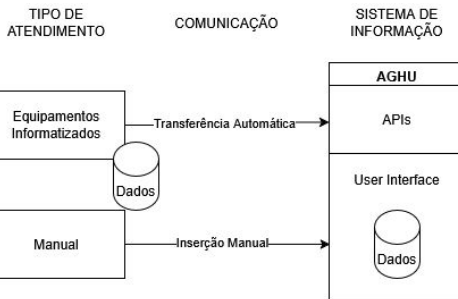 TIPO DE
ATENDIMENTO
COMUNICAÇÃO
SISTEMA DE
INFORMAÇÃO
AGHU
Equipamentos
Informatizados
Transferência Automática
APIs
Dados
User Interface
Manual
Inserção Manual
Dados